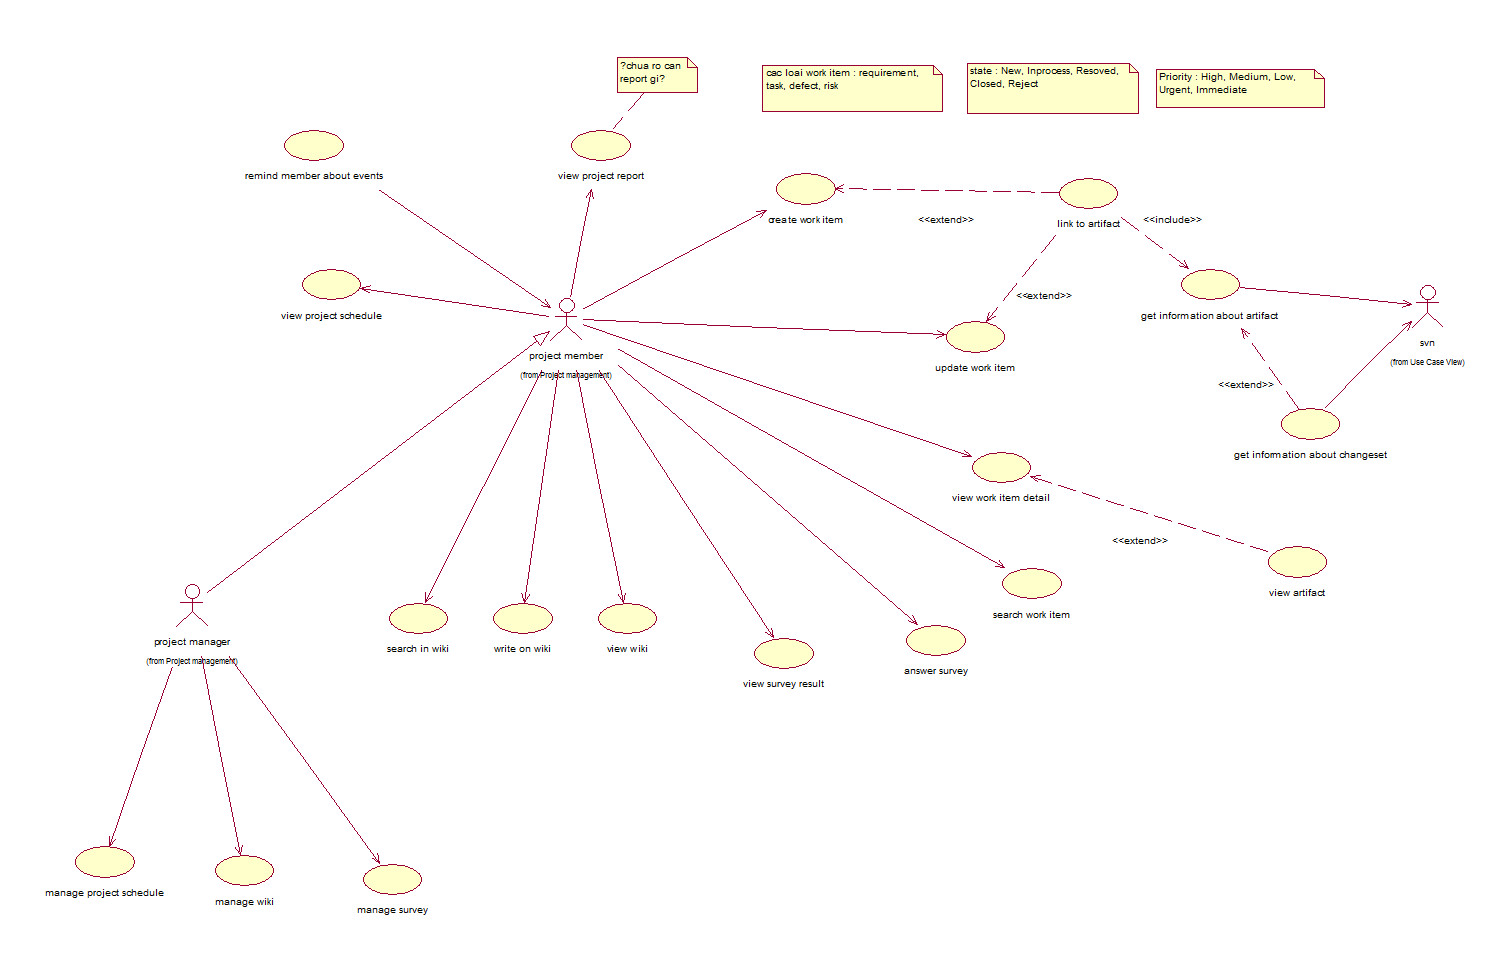 ?chua ro can
report gi?
cac loai work item : requirement,
task, defect, risk
state : New, Inprocess, Resoved,
Closed, Reject
Priority : High, Medium, Low,
Urgent, Immediate
remind member about events
view project report
create work item
<<extend>>
link to artifact
<<include>>
view project schedule
<<extend>>
get information about artifact
svn
(from Use Case View)
project member
(from Project management)
update work item
<<extend>>
get information about changeset
view work item detail
<<extend>>
view artifact
search work item
project manager
(from Project management)
search in wiki
write on wiki
view wiki
view survey result
answer survey
manage project schedule
manage wiki
manage survey